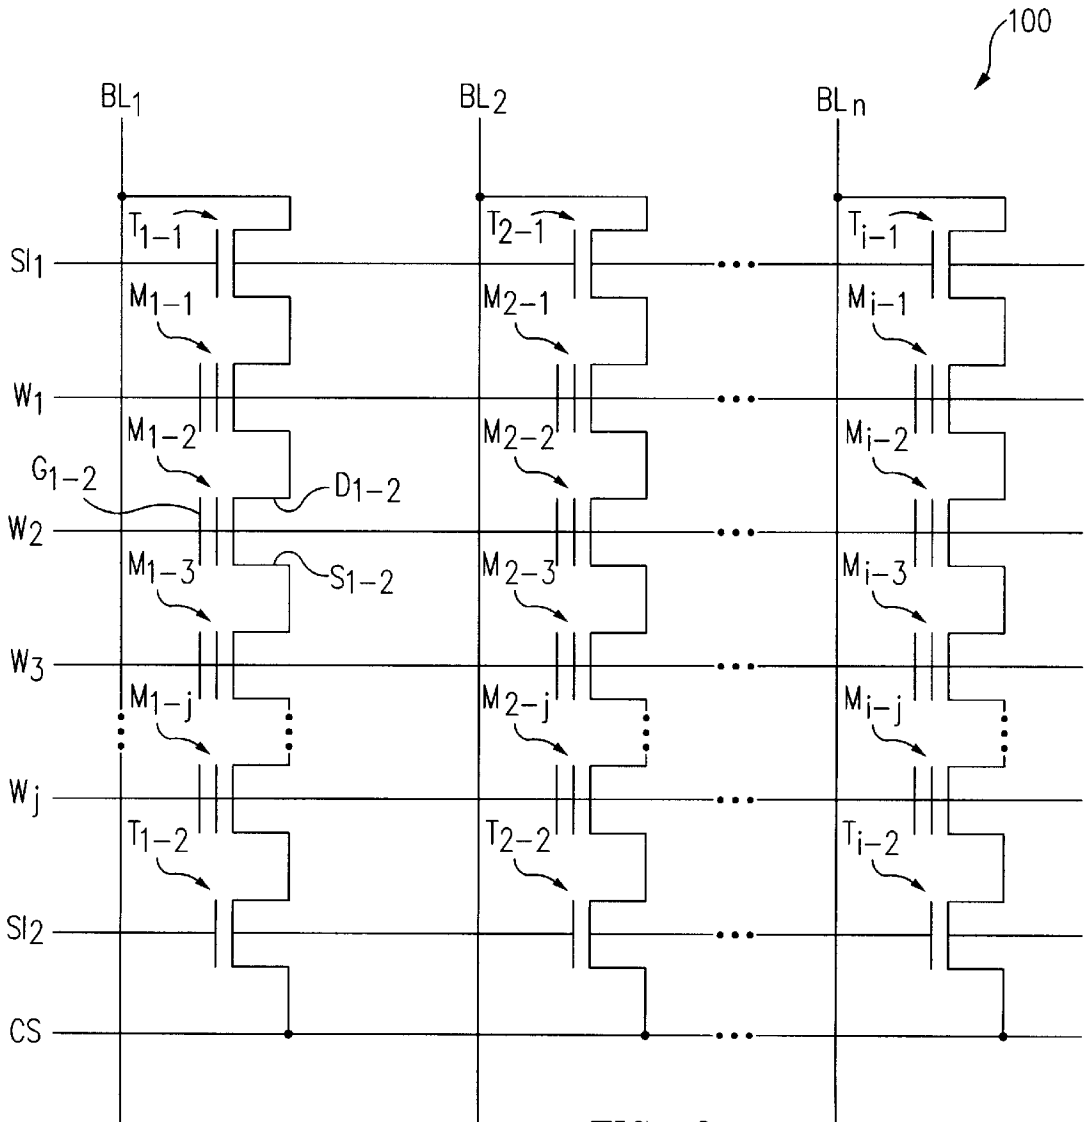 100
BL1 BL2 BLn
T1-1 T2-1 Ti-1
SI1
M1-1 M2-1 Mi-1
W1
M1-2 M2-2 Mi-2
G1-2 D1-2
W2
M1-3 S1-2 M2-3 Mi-3
W3
M1-j M2-j Mi-j
Wj
T1-2 T2-2 Ti-2
SI2
CS